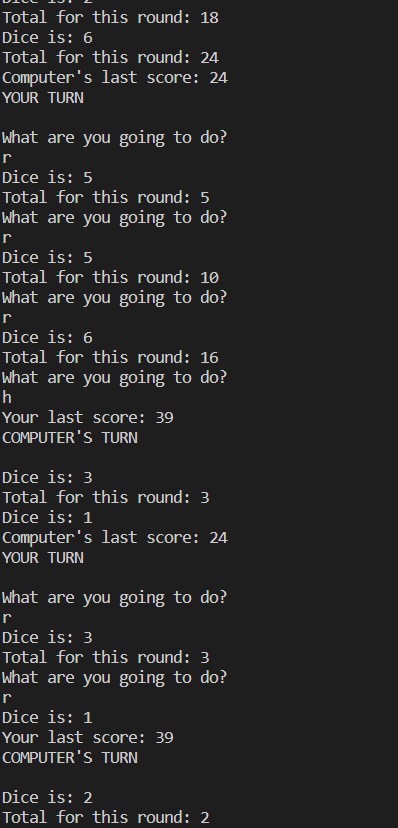 Dice is: 2
Total for this round: 18
Dice is: 6
Total for this round: 24
Computer's last score: 24
YOUR TURN
What are you going to do?
r
Dice is: 5
Total for this round: 5
What are you going to do?
r
Dice is: 5
Total for this round: 10
What are you going to do?
r
Dice is: 6
Total for this round: 16
What are you going to do?
h
Your last score: 39
COMPUTER'S TURN
Dice is: 3
Total for this round: 3
Dice is: 1
Computer's last score: 24
YOUR TURN
What are you going to do?
r
Dice is: 3
Total for this round: 3
What are you going to do?
r
Dice is: 1
Your last score: 39
COMPUTER'S TURN
Dice is: 2
Total for this round: 2